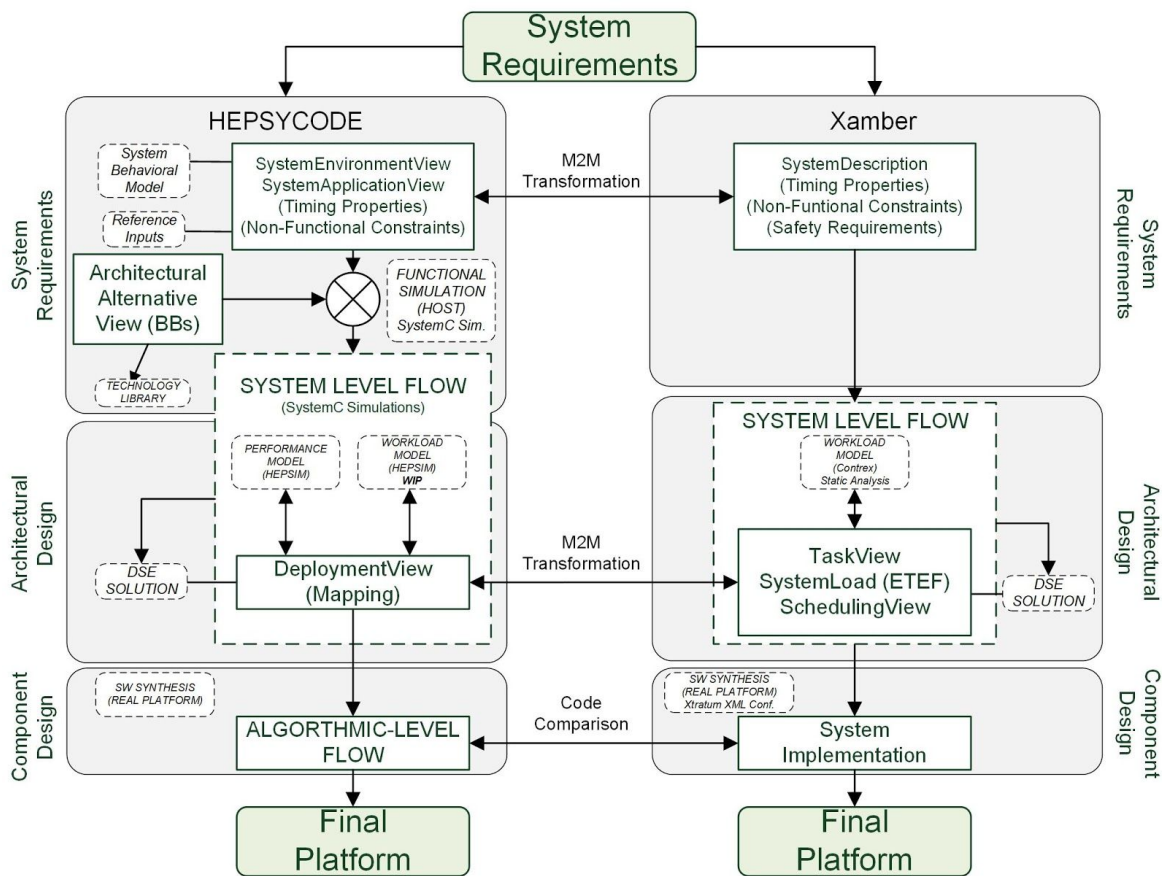 System
Requirements
HEPSYCODE
Xamber
System
Behavioral
Model
SystemEnvironmentView
SystemApplicationView
(Timing Properties)
(Non-Functional Constraints)
M2M
Transformation
SystemDescription
(Timing Properties)
(Non-Funtional Constraints)
(Safety Requirements)
Reference
Inputs
System
Requirements
System
Requirements
Architectural
Alternative
View (BBs)
FUNCTIONAL
SIMULATION
(HOST)
SystemC Sim.
TECHNOLOGY
LIBRARY
SYSTEM LEVEL FLOW
(SystemC Simulations)
SYSTEM LEVEL FLOW
PERFORMANCE
MODEL
(HEPSIM)
WORKLOAD
MODEL
(HEPSIM)
WIP
WORKLOAD
MODEL
(Contrex)
Static Analysis
Architectural
Design
Architectural
Design
DSE
SOLUTION
DeploymentView
(Mapping)
M2M
Transformation
TaskView
SystemLoad (ETEF)
SchedulingView
DSE
SOLUTION
Component
Design
Component
Design
SW SYNTHESIS
(REAL PLATFORM)
SW SYNTHESIS
(REAL PLATFORM)
Xtratum XML Conf.
ALGORTHMIC-LEVEL
FLOW
Code
Comparison
System
Implementation
Final
Platform
Final
Platform